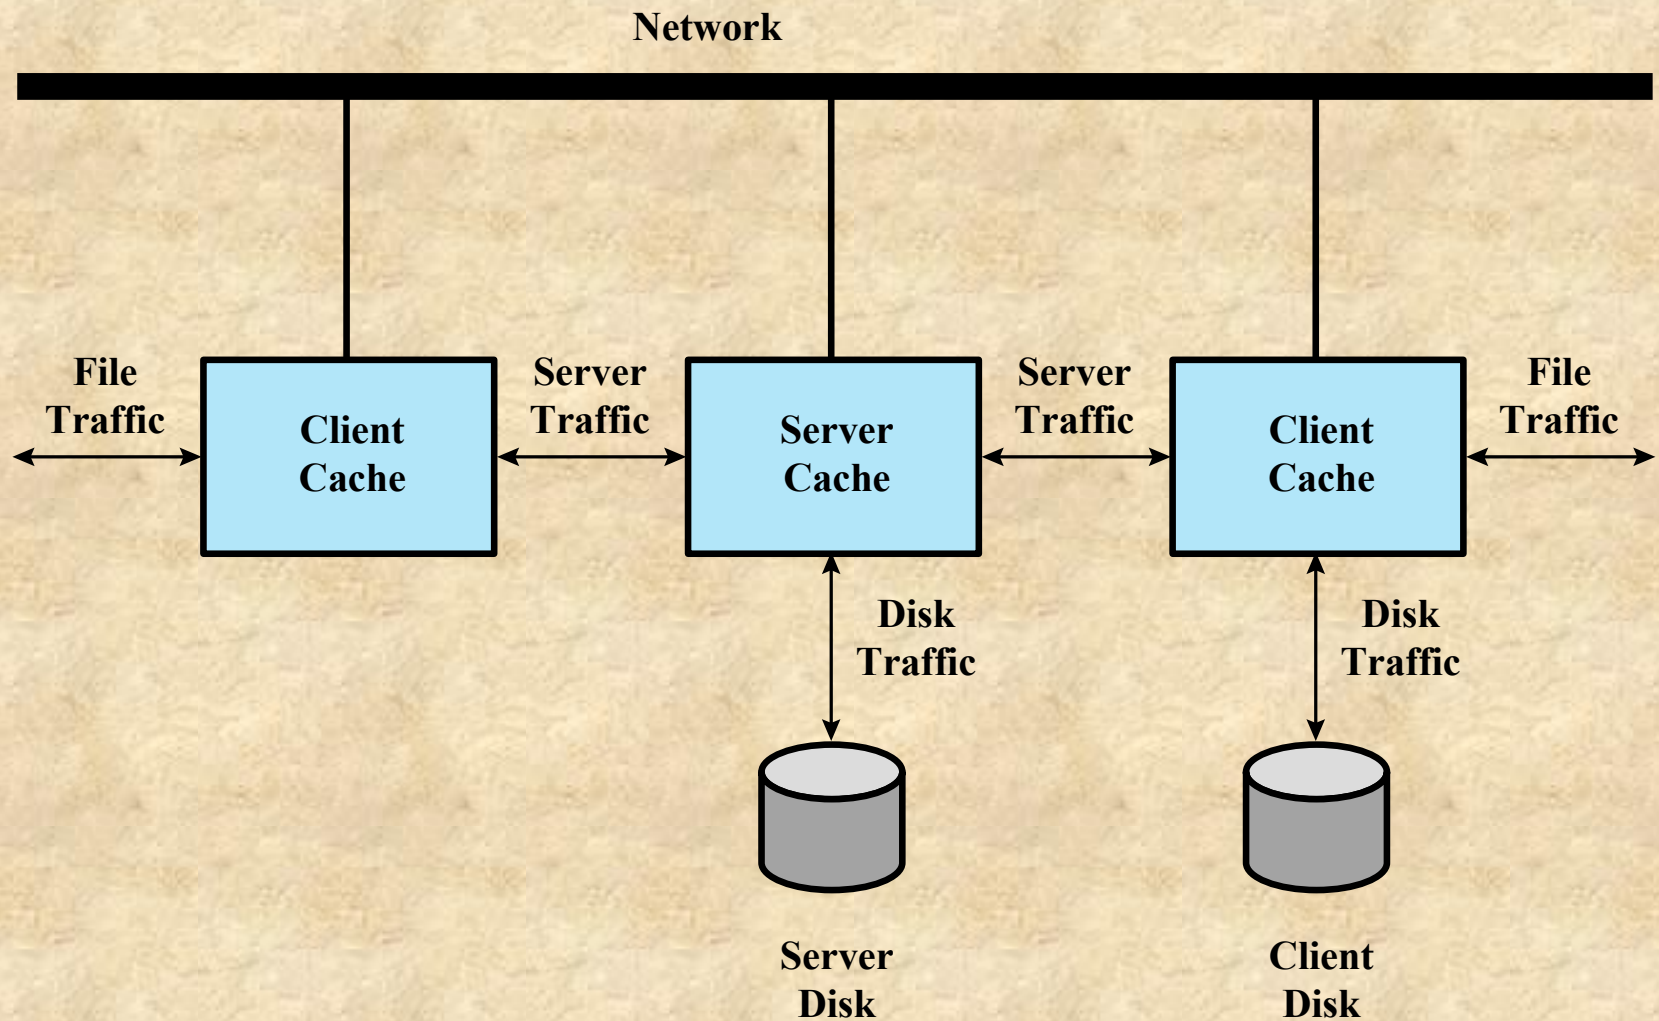 Network
File
Traffic
Client
Cache
Server
Traffic
Server
Cache
Server
Traffic
Client
Cache
File
Traffic
Disk
Traffic
Disk
Traffic
Server
Disk
Client
Disk